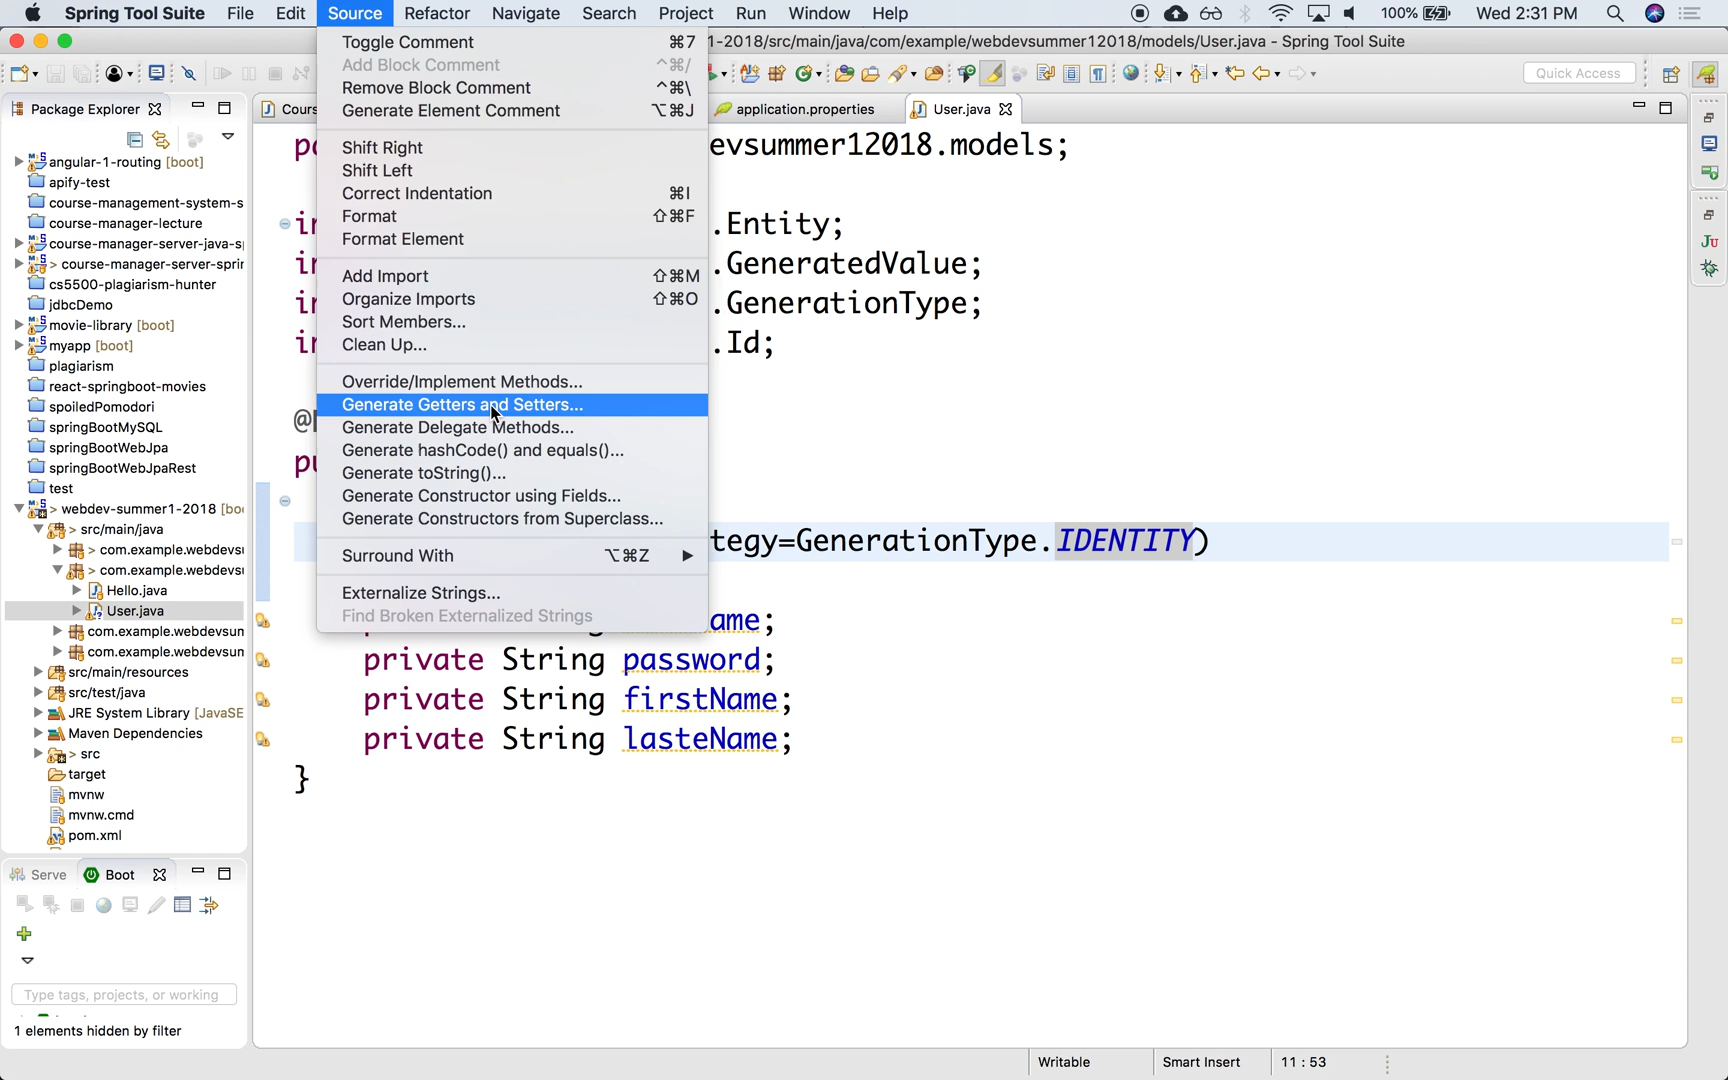 Spring Tool Suite File Edit Source Refactor Navigate Search Project Run Window Help 100% Wed 2:31 PM
1-2018/src/main/java/com/example/webdevsummer12018/models/User.java - Spring Tool Suite
Quick Access
Package Explorer
Cours
application.properties
User.java
angular-1-routing [boot]
apify-test
course-management-system-s
course-manager-lecture
course-manager-server-java-s
> course-manager-server-sprin
cs5500-plagiarism-hunter
jdbcDemo
movie-library [boot]
myapp [boot]
plagiarism
react-springboot-movies
spoiledPomodori
springBootMySQL
springBootWebJpa
springBootWebJpaRest
test
> webdev-summer1-2018 [boo
> src/main/java
> com.example.webdevsu
> com.example.webdevsu
Hello.java
User.java
com.example.webdevsum
com.example.webdevsum
src/main/resources
src/test/java
JRE System Library [JavaSE
Maven Dependencies
> src
target
mvnw
mvnw.cmd
pom.xml
Serve
Boot
Type tags, projects, or working
1 elements hidden by filter
Toggle Comment ⌘7
Add Block Comment ^⌘/
Remove Block Comment ^⌘\
Generate Element Comment ⌥⌘J
Shift Right
Shift Left
Correct Indentation ⌘I
Format ⇧⌘F
Format Element
Add Import ⇧⌘M
Organize Imports ⇧⌘O
Sort Members...
Clean Up...
Override/Implement Methods...
Generate Getters and Setters...
Generate Delegate Methods...
Generate hashCode() and equals()...
Generate toString()...
Generate Constructor using Fields...
Generate Constructors from Superclass...
Surround With ⌥⌘Z
Externalize Strings...
Find Broken Externalized Strings
evsummer12018.models;
.Entity;
.GeneratedValue;
.GenerationType;
.Id;
tegy=GenerationType.IDENTITY)
ame;
private String password;
private String firstName;
private String lasteName;
}
Ju
Writable
Smart Insert
11 : 53